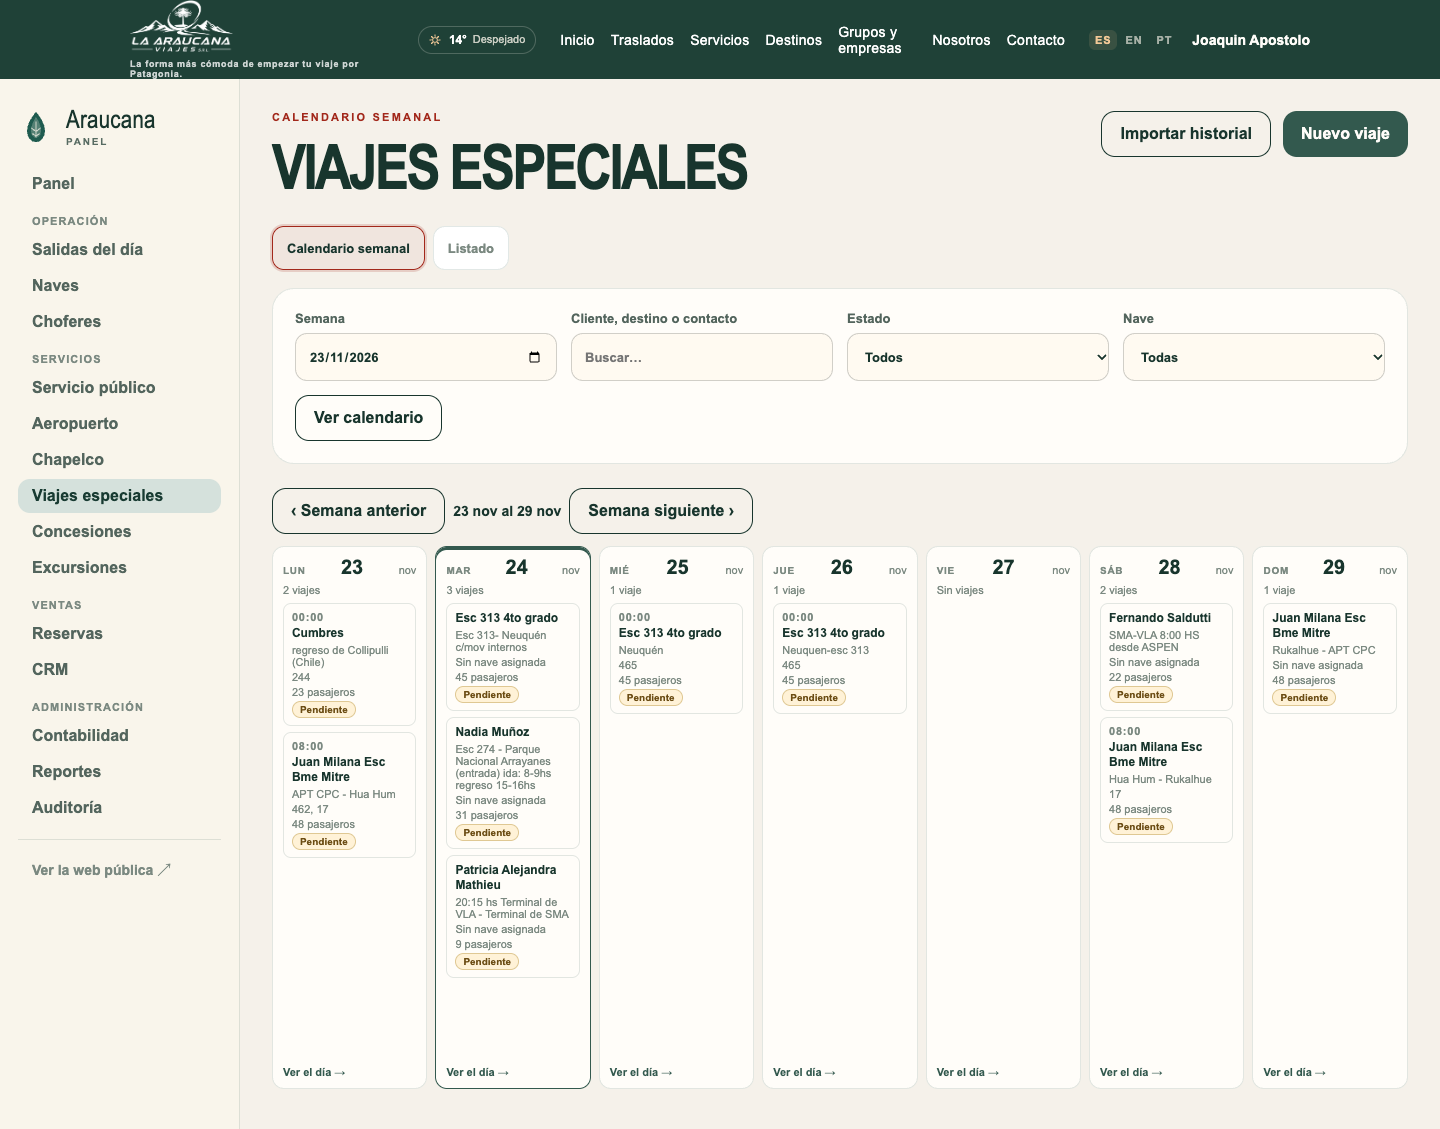 LA ARAUCANA
VIAJES SRL
La forma más cómoda de empezar tu viaje por
Patagonia.
14° Despejado
Inicio
Traslados
Servicios
Destinos
Grupos y
empresas
Nosotros
Contacto
ES EN PT
Joaquin Apostolo
Araucana
PANEL
Panel
OPERACIÓN
Salidas del día
Naves
Choferes
SERVICIOS
Servicio público
Aeropuerto
Chapelco
Viajes especiales
Concesiones
Excursiones
VENTAS
Reservas
CRM
ADMINISTRACIÓN
Contabilidad
Reportes
Auditoría
Ver la web pública ↗
CALENDARIO SEMANAL
VIAJES ESPECIALES
Importar historial
Nuevo viaje
Calendario semanal
Listado
Semana
23/11/2026
Cliente, destino o contacto
Buscar...
Estado
Todos
Nave
Todas
Ver calendario
‹ Semana anterior
23 nov al 29 nov
Semana siguiente ›
LUN 23 nov
2 viajes
00:00
Cumbres
regreso de Collipulli
(Chile)
244
23 pasajeros
Pendiente
08:00
Juan Milana Esc
Bme Mitre
APT CPC - Hua Hum
462, 17
48 pasajeros
Pendiente
Ver el día →
MAR 24 nov
3 viajes
Esc 313 4to grado
Esc 313- Neuquén
c/mov internos
Sin nave asignada
45 pasajeros
Pendiente
Nadia Muñoz
Esc 274 - Parque
Nacional Arrayanes
(entrada) ida: 8-9hs
regreso 15-16hs
Sin nave asignada
31 pasajeros
Pendiente
Patricia Alejandra
Mathieu
20:15 hs Terminal de
VLA - Terminal de SMA
Sin nave asignada
9 pasajeros
Pendiente
Ver el día →
MIÉ 25 nov
1 viaje
00:00
Esc 313 4to grado
Neuquén
465
45 pasajeros
Pendiente
Ver el día →
JUE 26 nov
1 viaje
00:00
Esc 313 4to grado
Neuquen-esc 313
465
45 pasajeros
Pendiente
Ver el día →
VIE 27 nov
Sin viajes
Ver el día →
SÁB 28 nov
2 viajes
Fernando Saldutti
SMA-VLA 8:00 HS
desde ASPEN
Sin nave asignada
22 pasajeros
Pendiente
08:00
Juan Milana Esc
Bme Mitre
Hua Hum - Rukalhue
17
48 pasajeros
Pendiente
Ver el día →
DOM 29 nov
1 viaje
Juan Milana Esc
Bme Mitre
Rukalhue - APT CPC
Sin nave asignada
48 pasajeros
Pendiente
Ver el día →